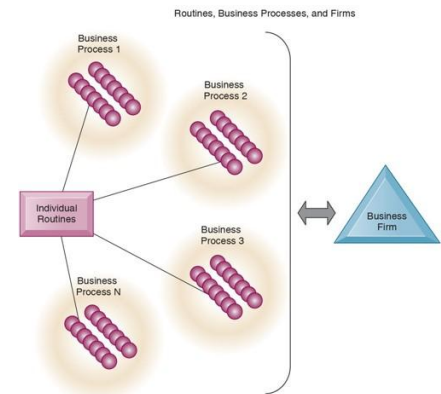 Routines, Business Processes, and Firms
Business
Process 1
Business
Process 2
Individual
Routines
Business
Process 3
Business
Process N
Business
Firm